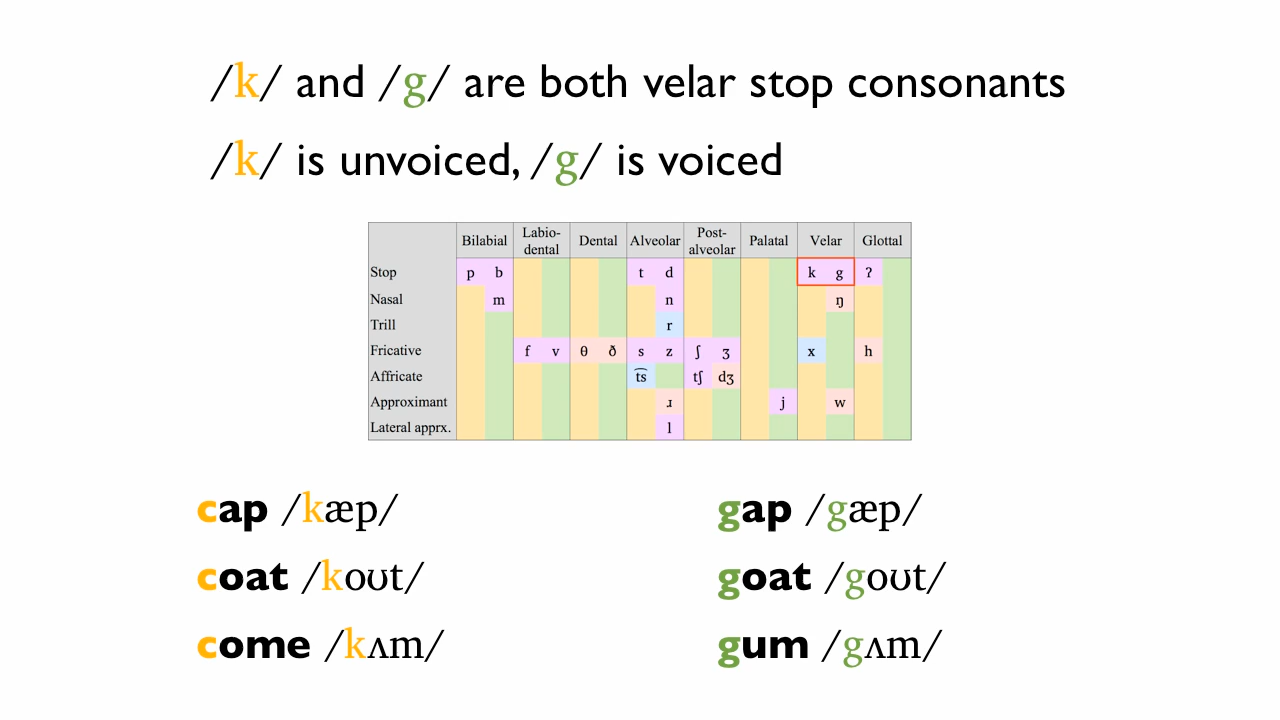 /k/ and /g/ are both velar stop consonants
/k/ is unvoiced, /g/ is voiced
Bilabial Labio-dental Dental Alveolar Post-alveolar Palatal Velar Glottal
Stop p b t d k g ʔ
Nasal m n ŋ
Trill r
Fricative f v θ ð s z ʃ ʒ x h
Affricate t͡s tʃ dʒ
Approximant ɹ j w
Lateral apprx. l
cap /kæp/ gap /gæp/
coat /koʊt/ goat /goʊt/
come /kʌm/ gum /gʌm/